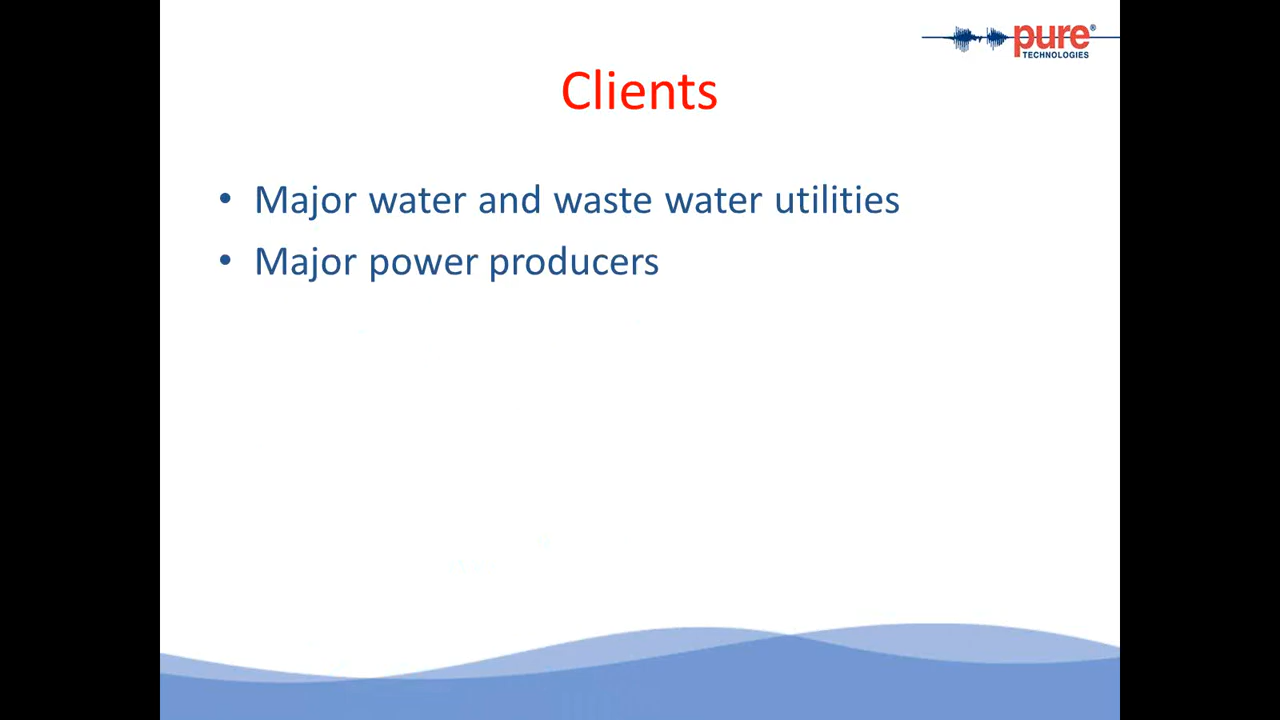 pure®
TECHNOLOGIES
Clients
• Major water and waste water utilities
• Major power producers